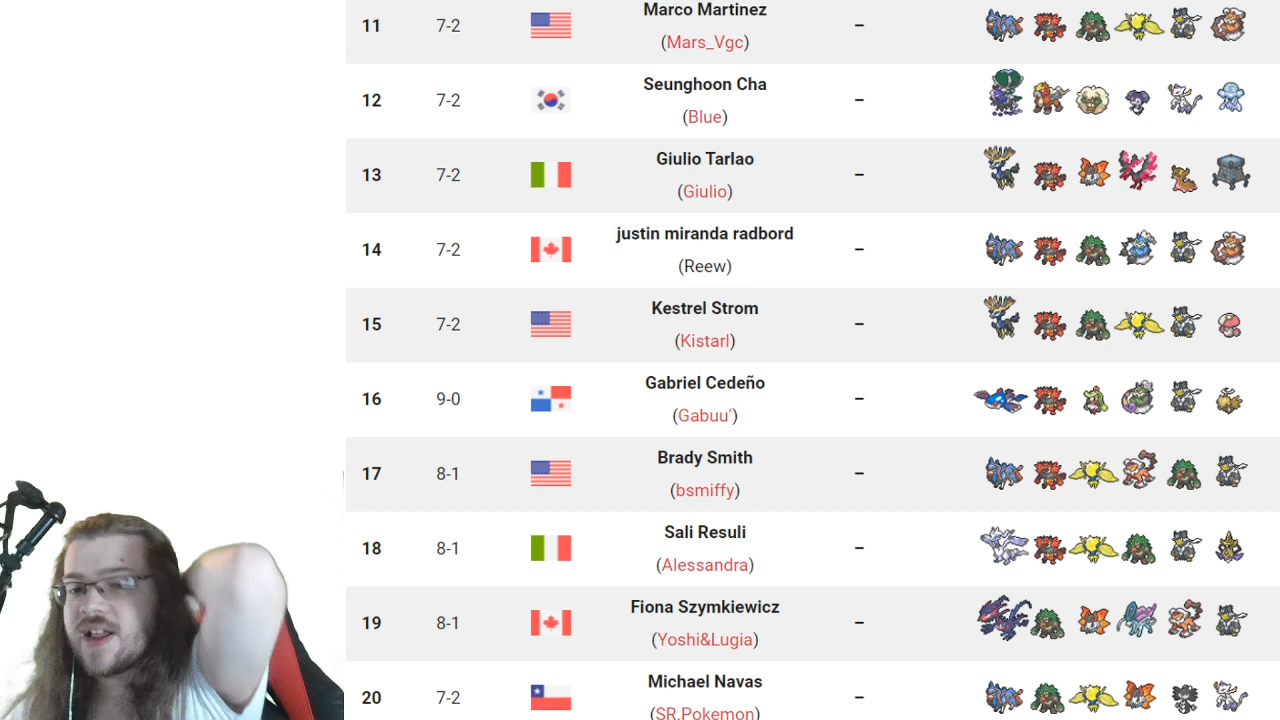 11 7-2 Marco Martinez –
(Mars_Vgc)
12 7-2 Seunghoon Cha –
(Blue)
13 7-2 Giulio Tarlao –
(Giulio)
14 7-2 justin miranda radbord –
(Reew)
15 7-2 Kestrel Strom –
(Kistarl)
16 9-0 Gabriel Cedeño –
(Gabuu’)
17 8-1 Brady Smith –
(bsmiffy)
18 8-1 Sali Resuli –
(Alessandra)
19 8-1 Fiona Szymkiewicz –
(Yoshi&Lugia)
20 7-2 Michael Navas –
(SR.Pokemon)